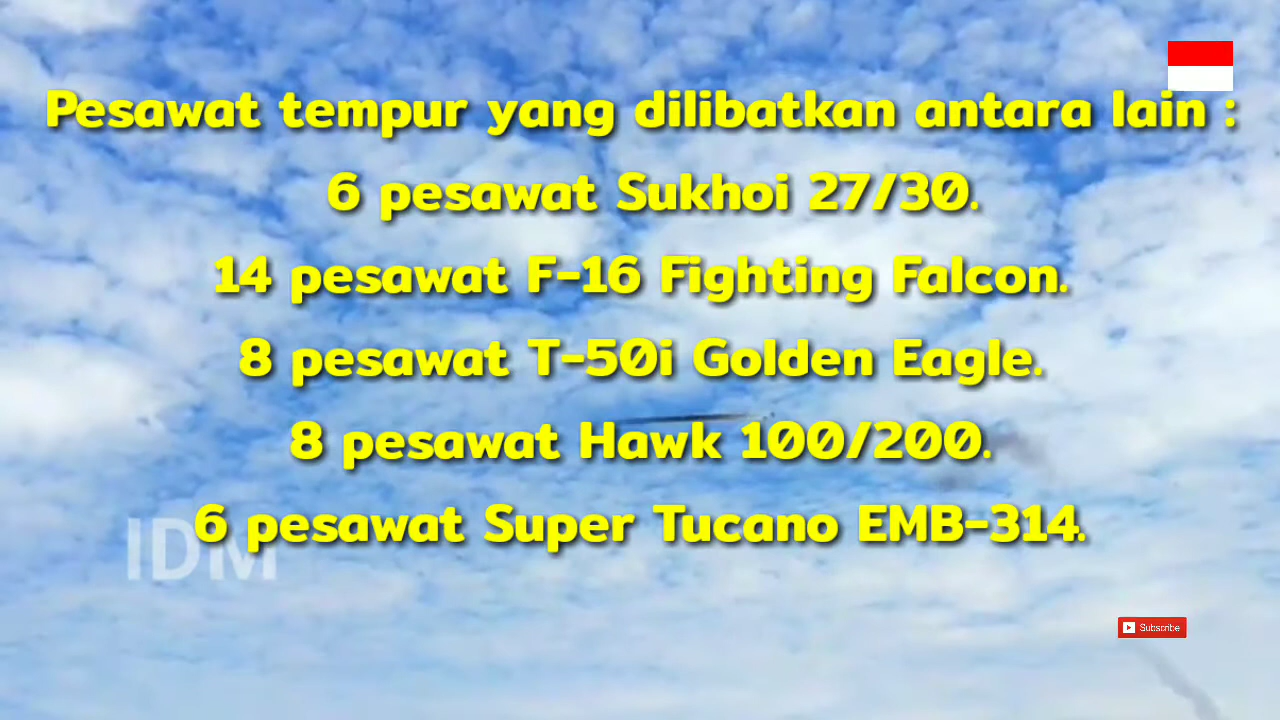 Pesawat tempur yang dilibatkan antara lain :
6 pesawat Sukhoi 27/30.
14 pesawat F-16 Fighting Falcon.
8 pesawat T-50i Golden Eagle.
8 pesawat Hawk 100/200.
6 pesawat Super Tucano EMB-314.
IDM
Subscribe